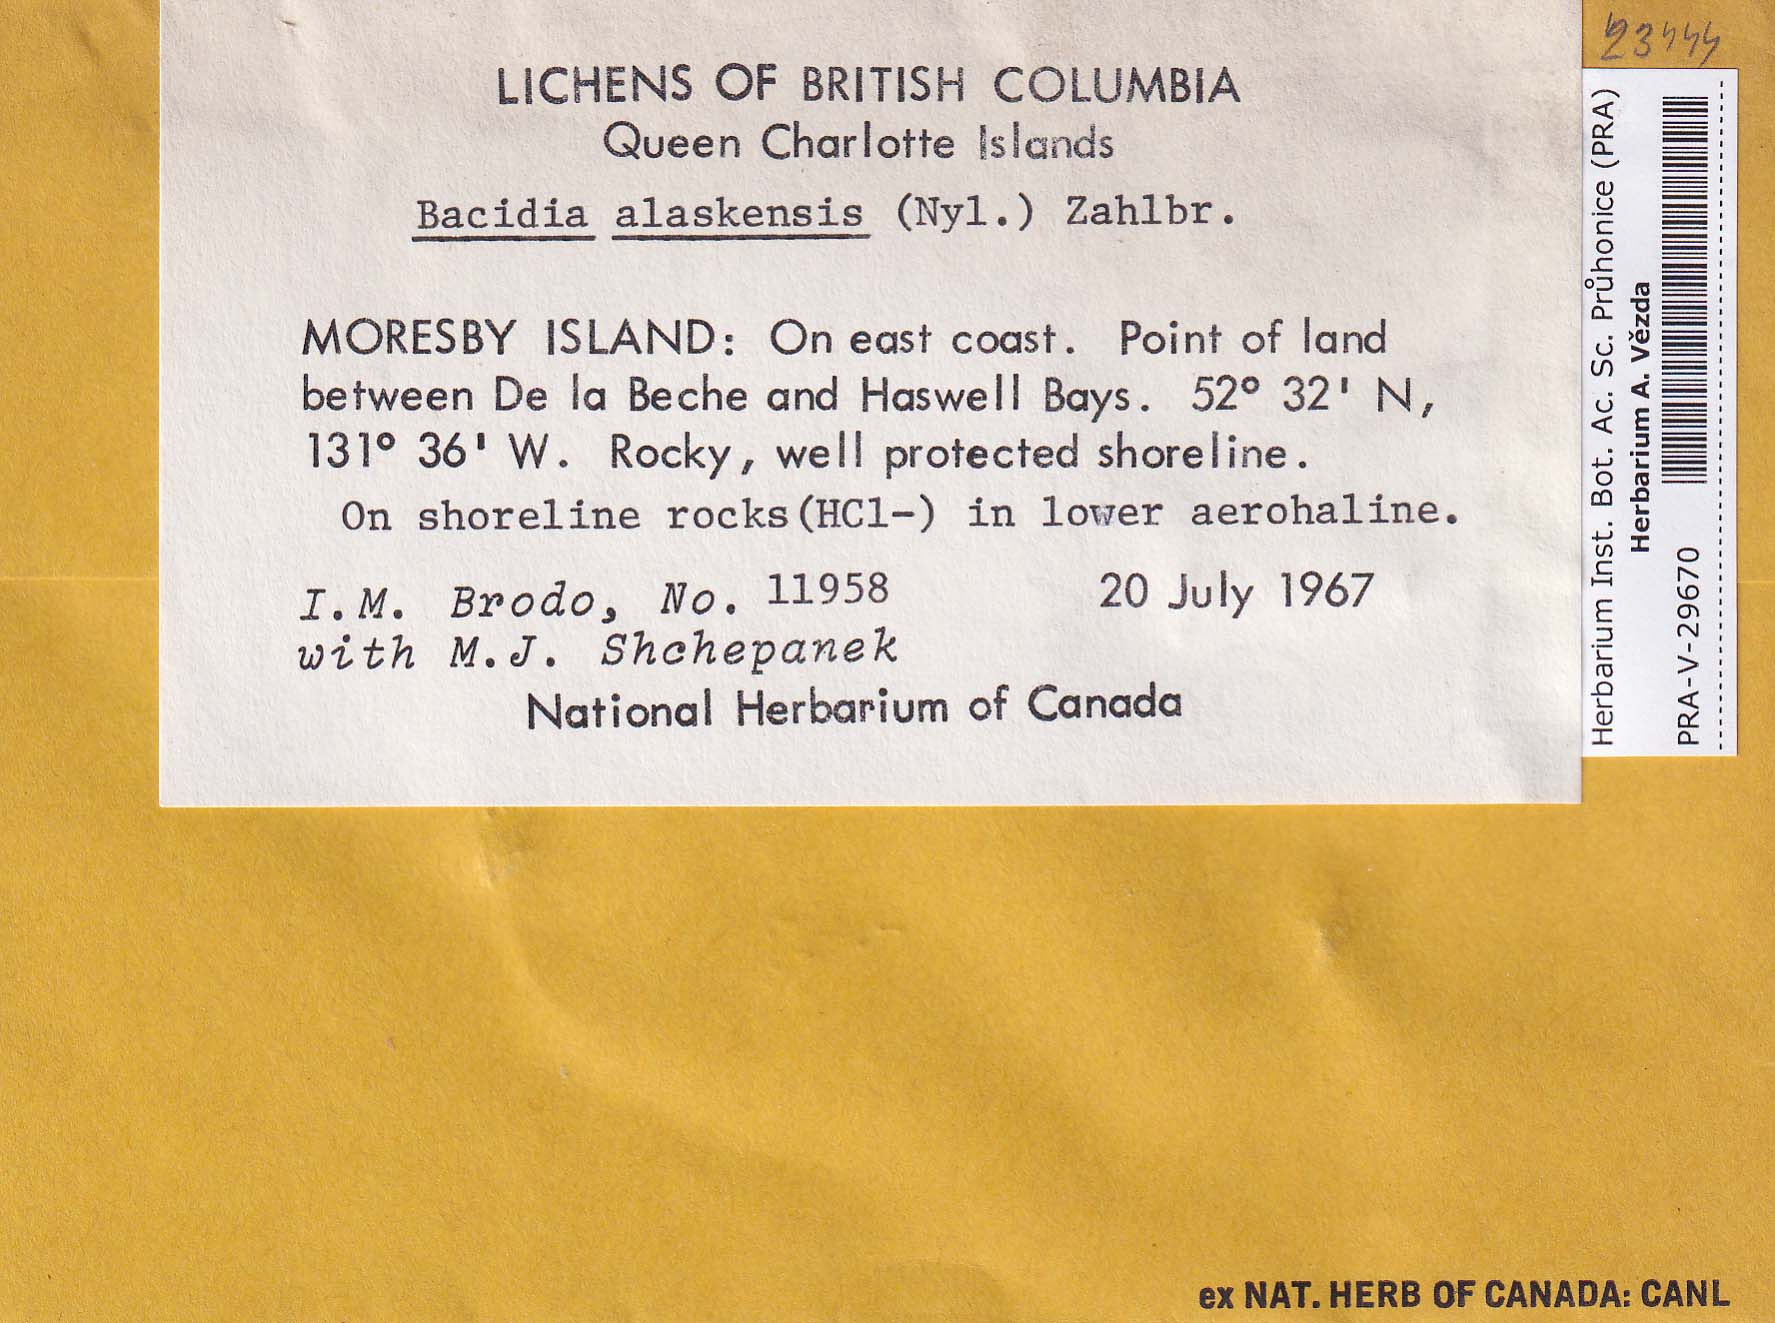 LICHENS OF BRITISH COLUMBIA
Queen Charlotte Islands
Bacidia alaskensis (Nyl.) Zahlbr.
MORESBY ISLAND: On east coast. Point of land
between De la Beche and Haswell Bays. 52° 32' N,
131° 36' W. Rocky, well protected shoreline.
On shoreline rocks(HCl-) in lower aerohaline.
I.M. Brodo, No. 11958 20 July 1967
with M.J. Shchepanek
National Herbarium of Canada
Herbarium Inst. Bot. Ac. Sc. Průhonice (PRA)
Herbarium A. Vězda
PRA-V-29670
ex NAT. HERB OF CANADA: CANL